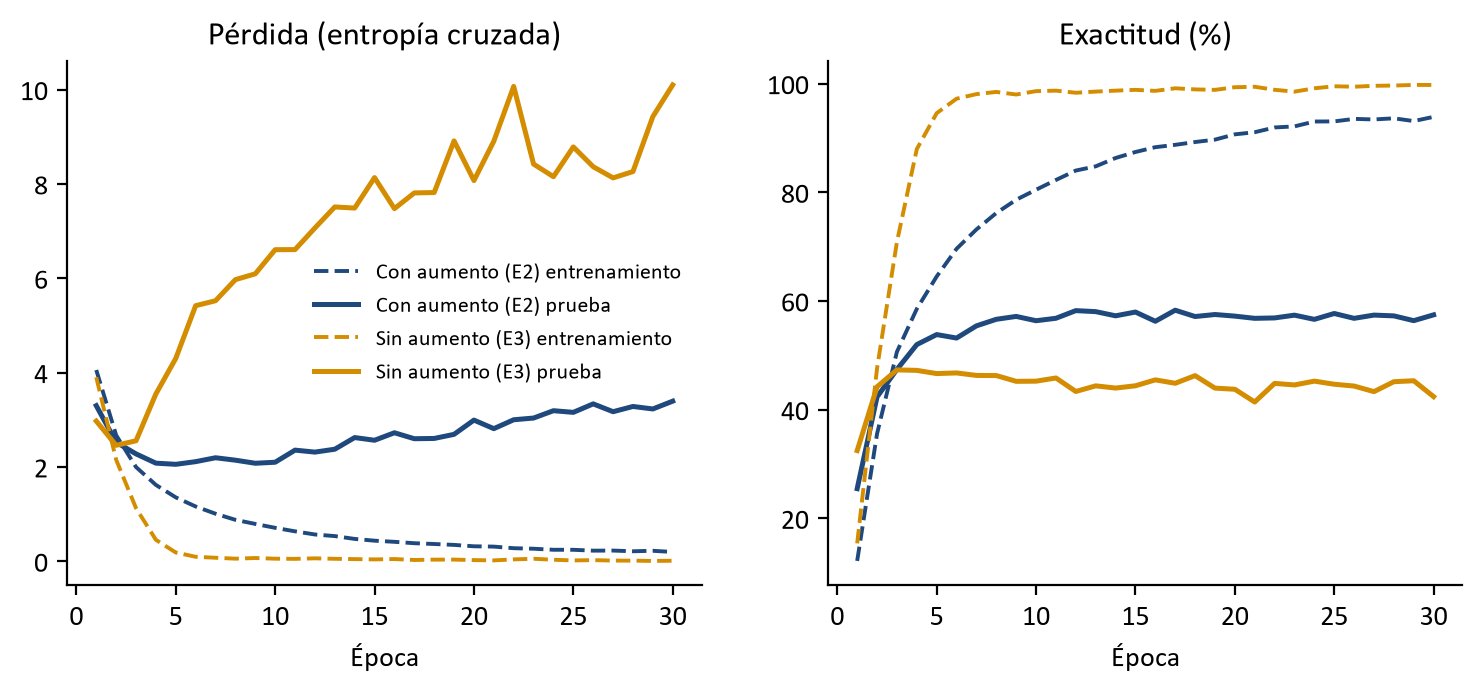 Pérdida (entropía cruzada)
10
8
6
4
2
0
Con aumento (E2) entrenamiento
Con aumento (E2) prueba
Sin aumento (E3) entrenamiento
Sin aumento (E3) prueba
0 5 10 15 20 25 30
Época
Exactitud (%)
100
80
60
40
20
0 5 10 15 20 25 30
Época